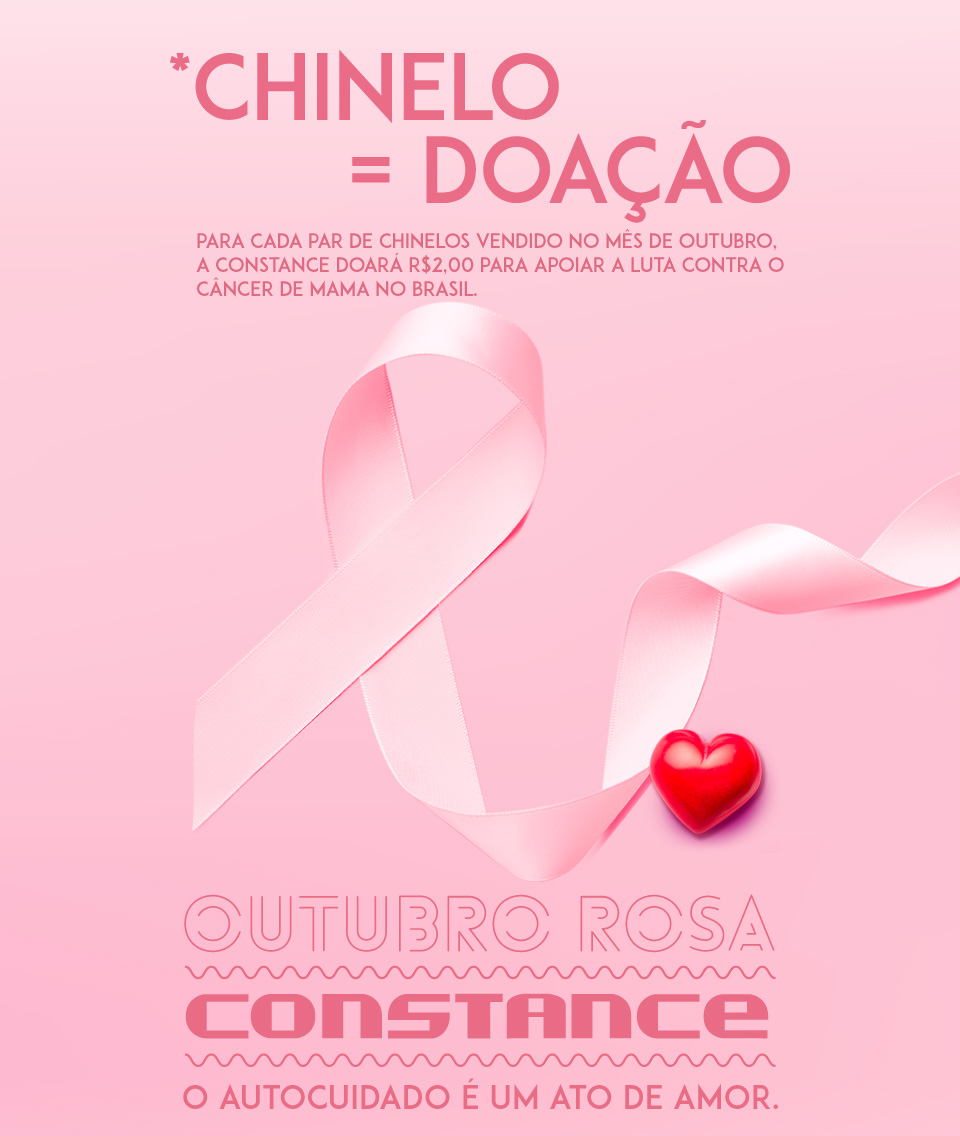 *CHINELO
= DOAÇÃO
PARA CADA PAR DE CHINELOS VENDIDO NO MÊS DE OUTUBRO,
A CONSTANCE DOARÁ R$2,00 PARA APOIAR A LUTA CONTRA O
CÂNCER DE MAMA NO BRASIL.
OUTUBRO ROSA
CONSTANCE
O AUTOCUIDADO É UM ATO DE AMOR.